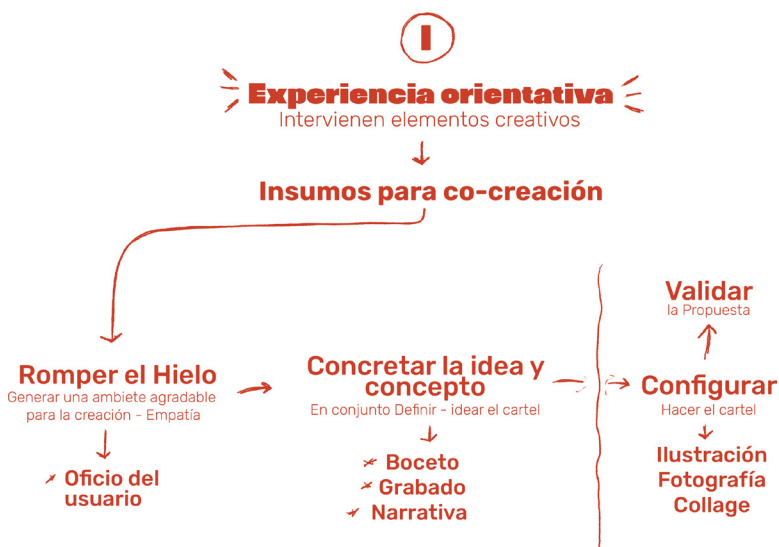 I
Experiencia orientativa
Intervienen elementos creativos
Insumos para co-creación
Romper el Hielo
Generar una ambiete agradable
para la creación - Empatía
Oficio del
usuario
Concretar la idea y
concepto
En conjunto Definir - idear el cartel
Boceto
Grabado
Narrativa
Validar
la Propuesta
Configurar
Hacer el cartel
Ilustración
Fotografía
Collage